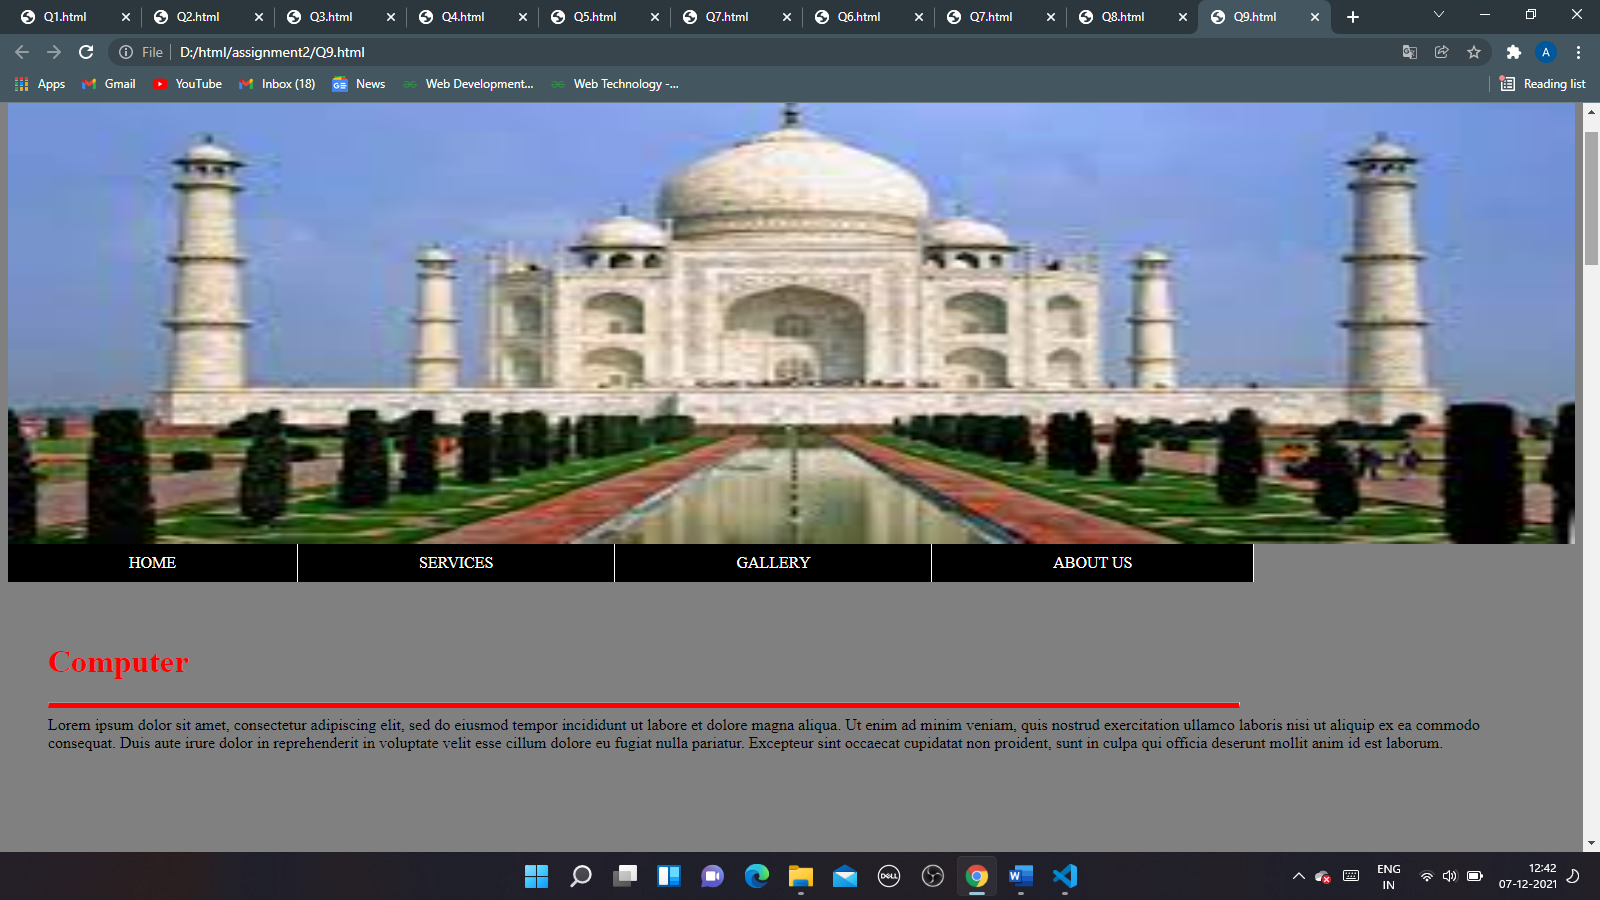 Q1.html Q2.html Q3.html Q4.html Q5.html Q7.html Q6.html Q7.html Q8.html Q9.html
File D:/html/assignment2/Q9.html A
Apps Gmail YouTube Inbox (18) News Web Development... Web Technology -... Reading list
HOME SERVICES GALLERY ABOUT US
Computer
Lorem ipsum dolor sit amet, consectetur adipiscing elit, sed do eiusmod tempor incididunt ut labore et dolore magna aliqua. Ut enim ad minim veniam, quis nostrud exercitation ullamco laboris nisi ut aliquip ex ea commodo
consequat. Duis aute irure dolor in reprehenderit in voluptate velit esse cillum dolore eu fugiat nulla pariatur. Excepteur sint occaecat cupidatat non proident, sunt in culpa qui officia deserunt mollit anim id est laborum.
DELL
W
ENG 12:42
IN 07-12-2021